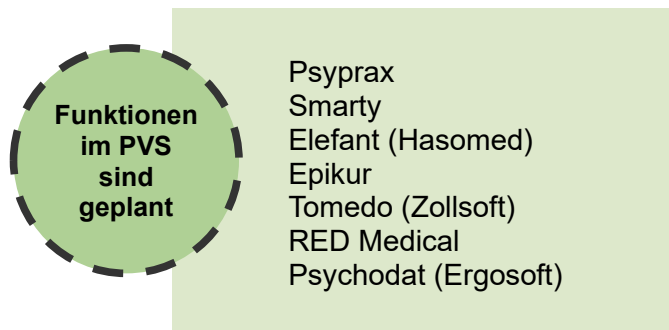 Funktionen
im PVS
sind
geplant
Psyprax
Smarty
Elefant (Hasomed)
Epikur
Tomedo (Zollsoft)
RED Medical
Psychodat (Ergosoft)